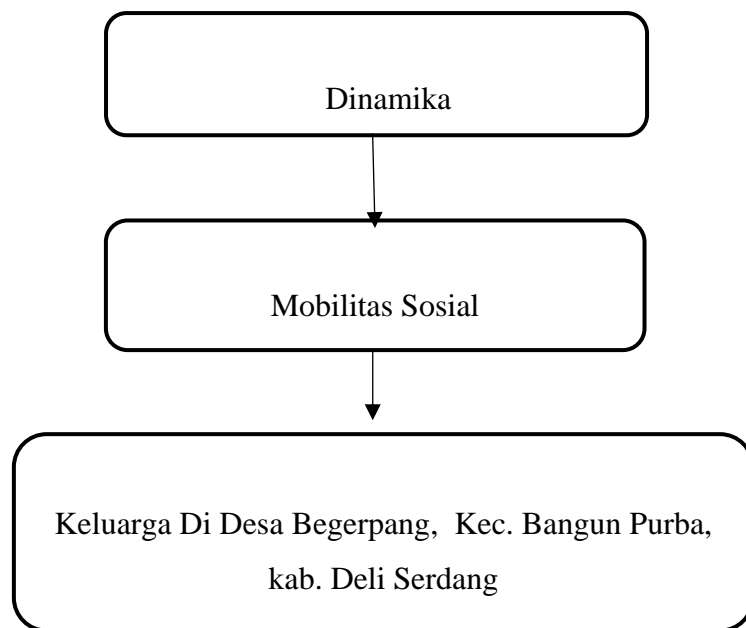 Dinamika
Mobilitas Sosial
Keluarga Di Desa Begerpang,  Kec. Bangun Purba,
kab. Deli Serdang